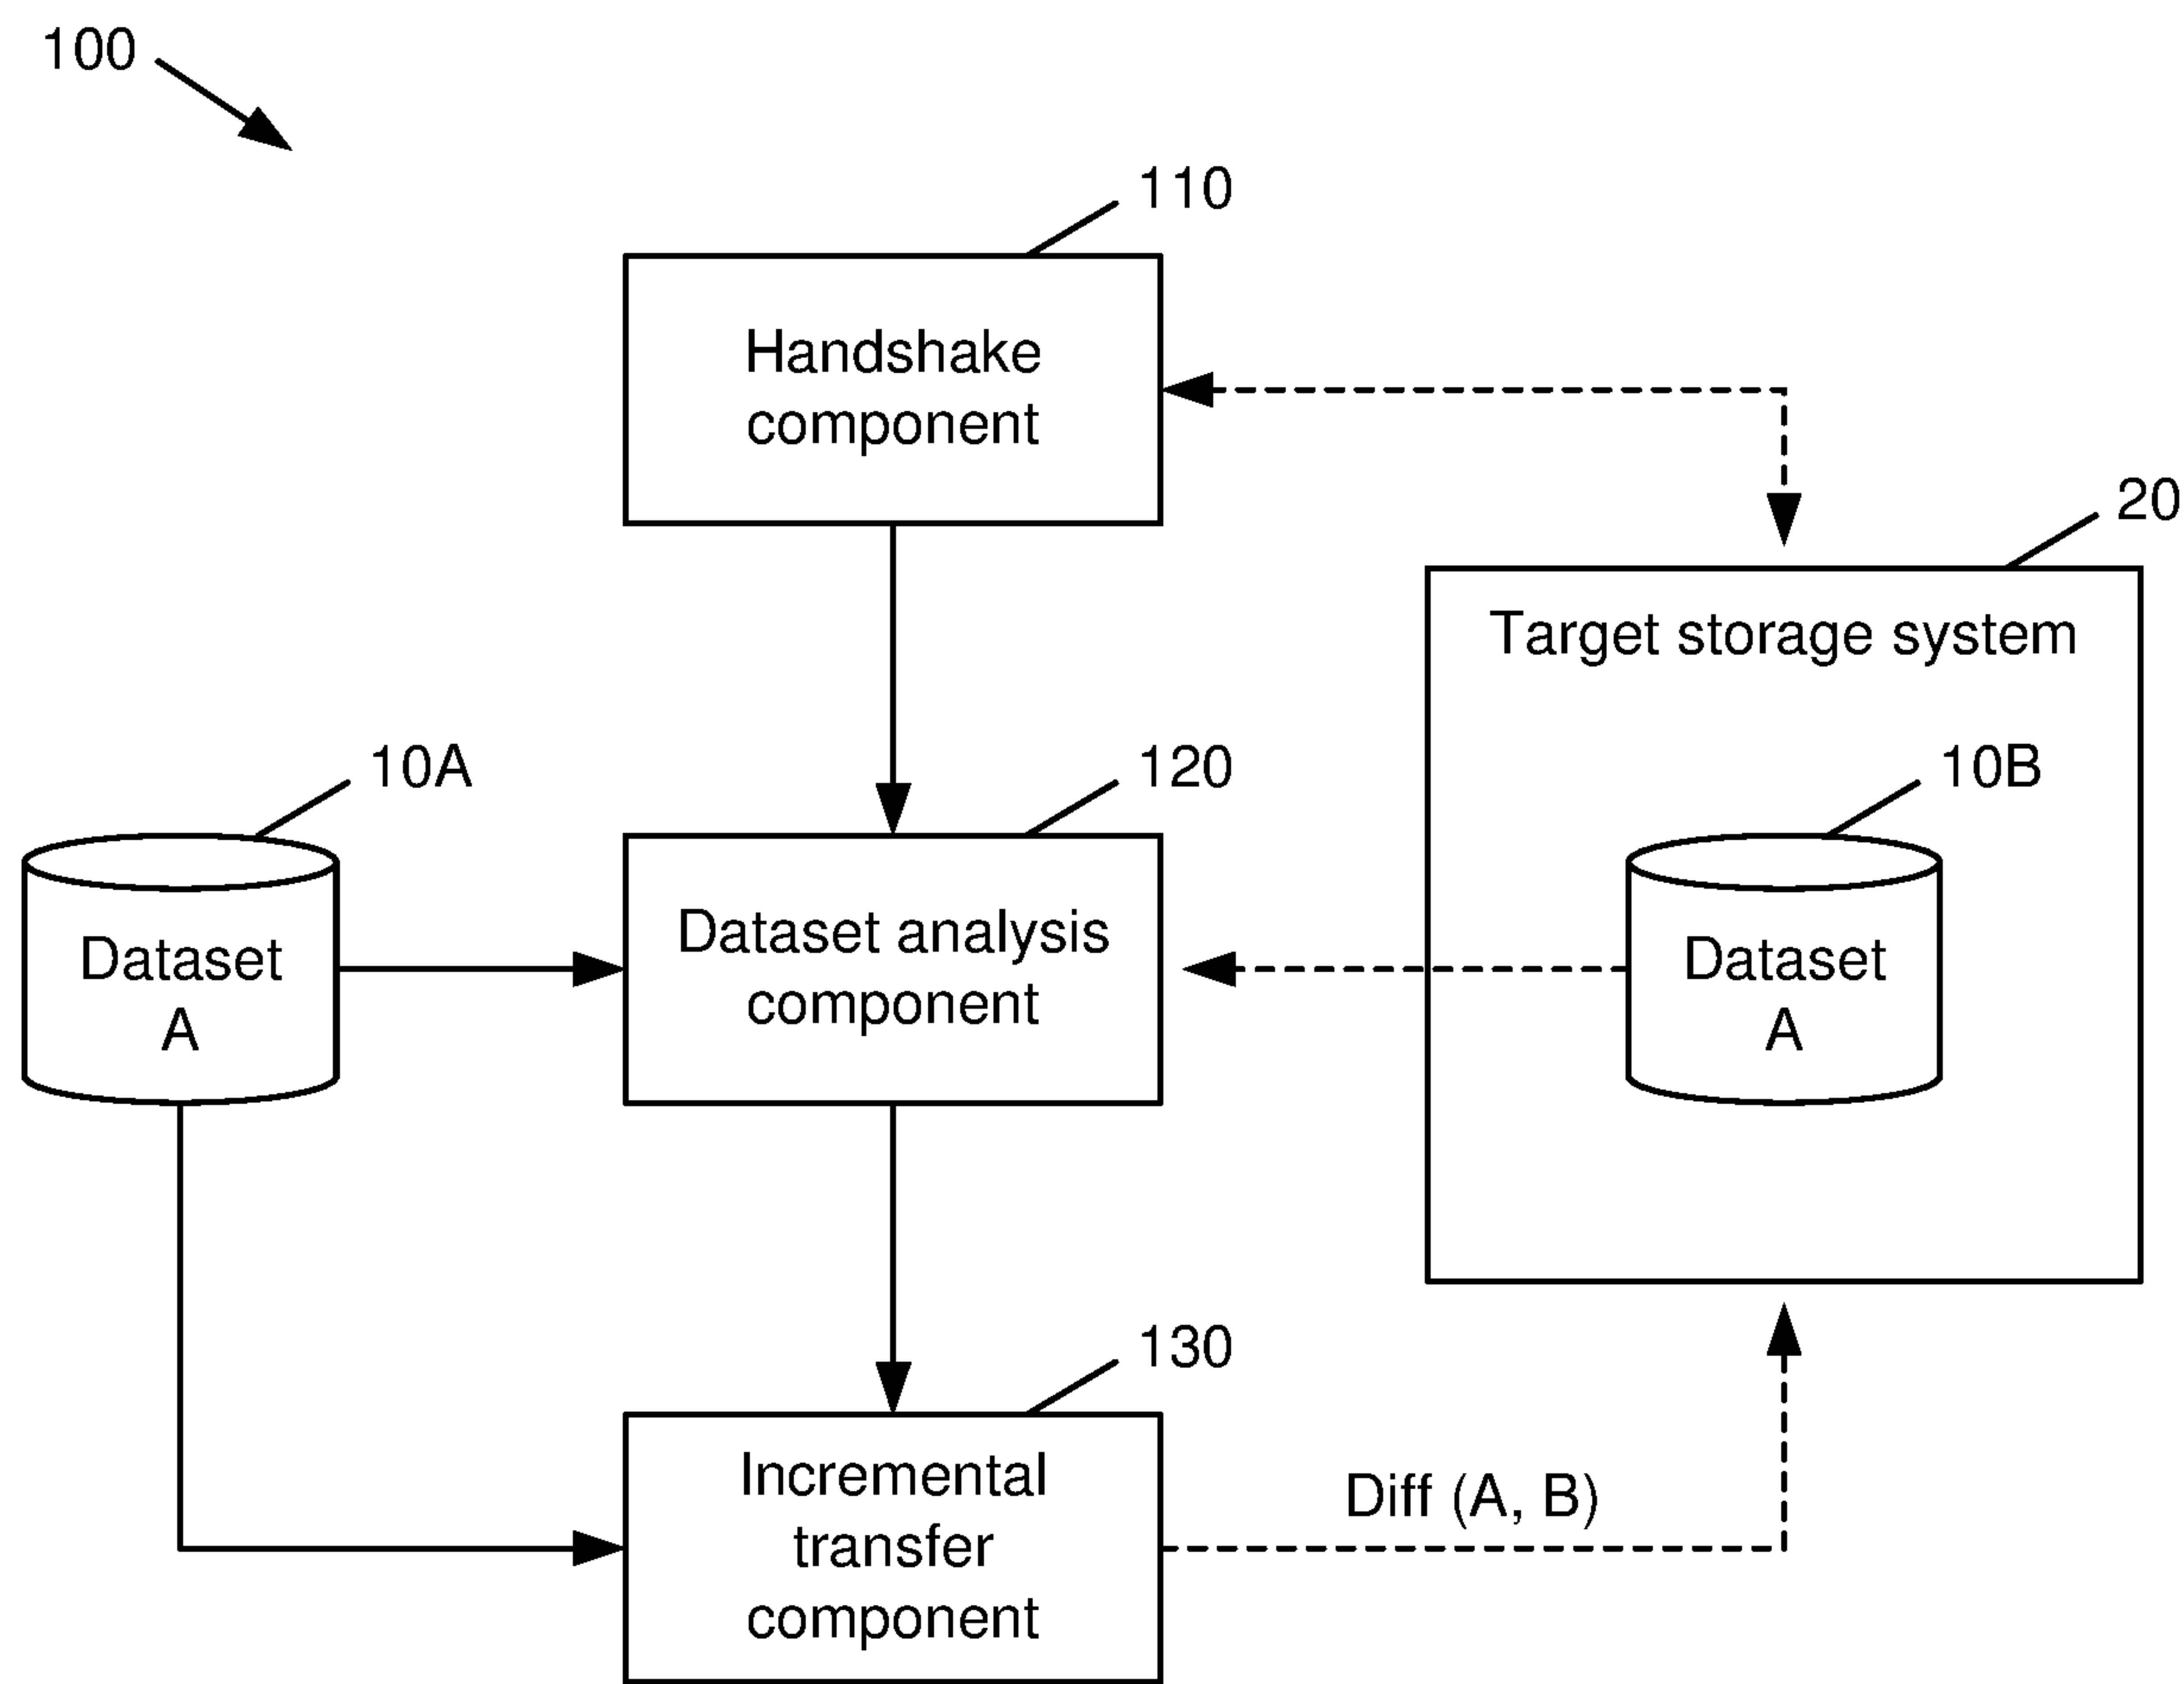 100
110
Handshake
component
20
Target storage system
10A
120
10B
Dataset
A
Dataset analysis
component
Dataset
A
130
Incremental
transfer
component
Diff (A, B)